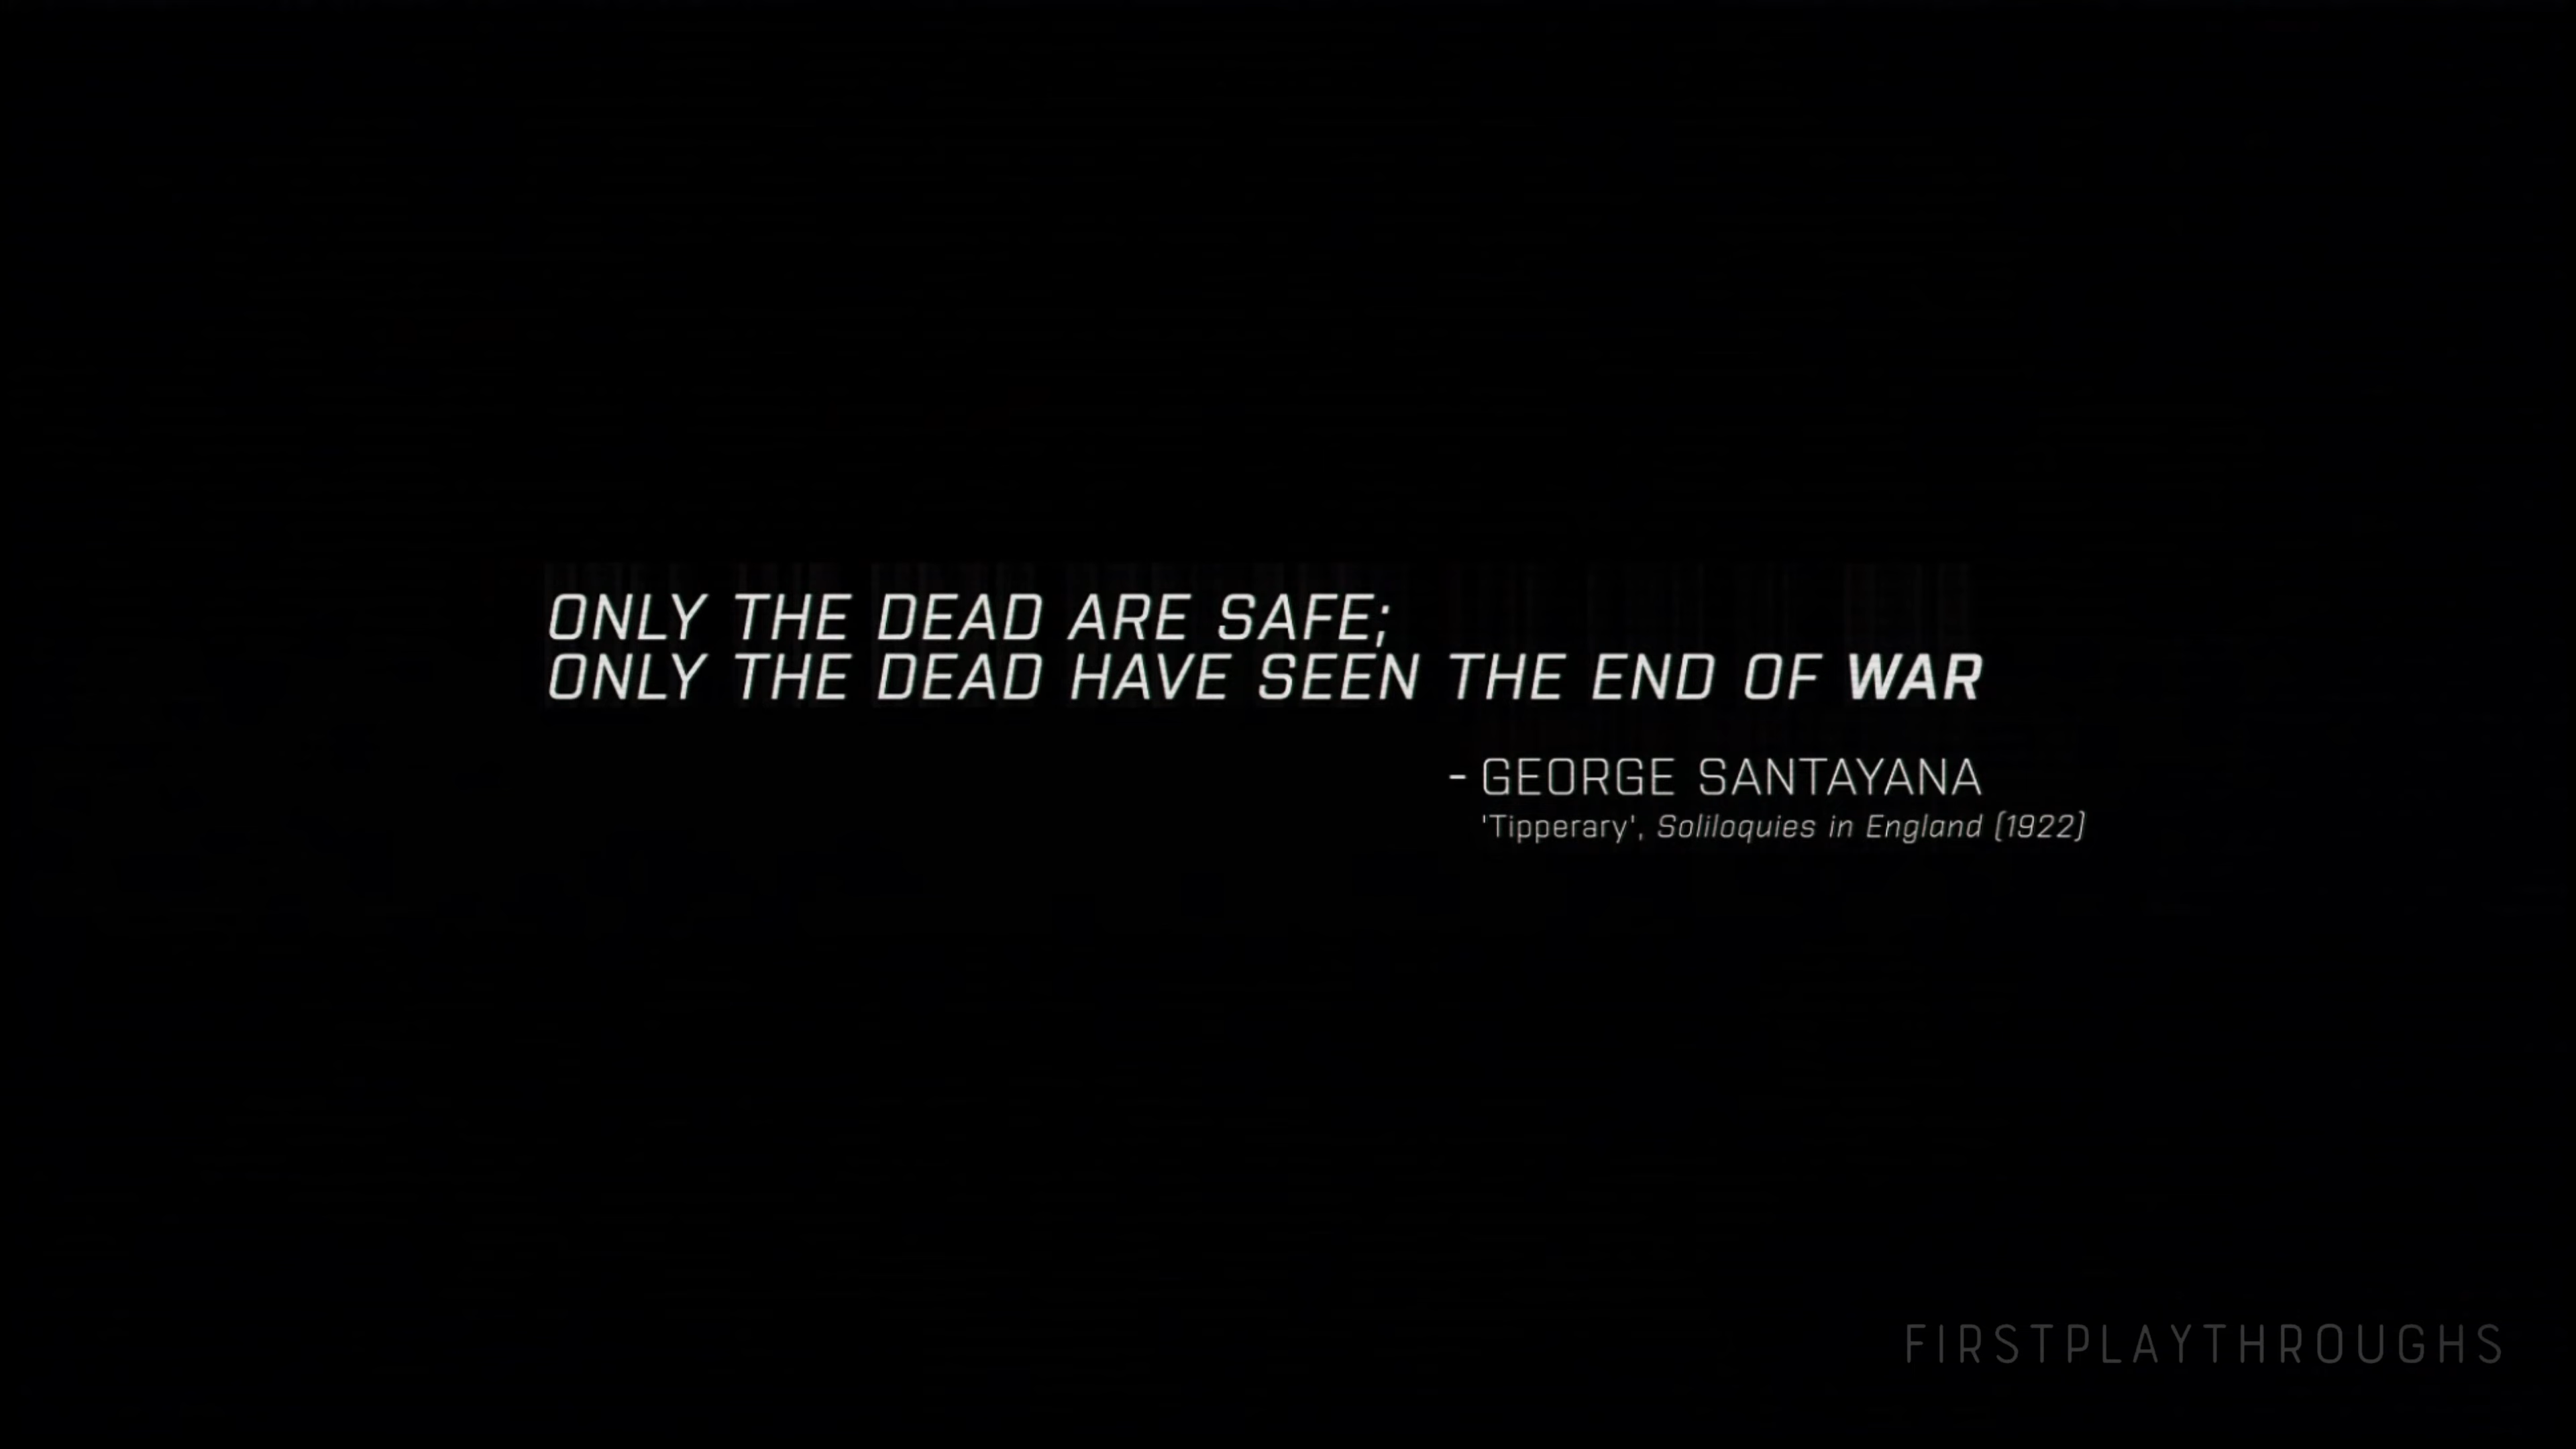 ONLY THE DEAD ARE SAFE;
ONLY THE DEAD HAVE SEEN THE END OF WAR
- GEORGE SANTAYANA
'Tipperary', Soliloquies in England (1922)
FIRSTPLAYTHROUGHS